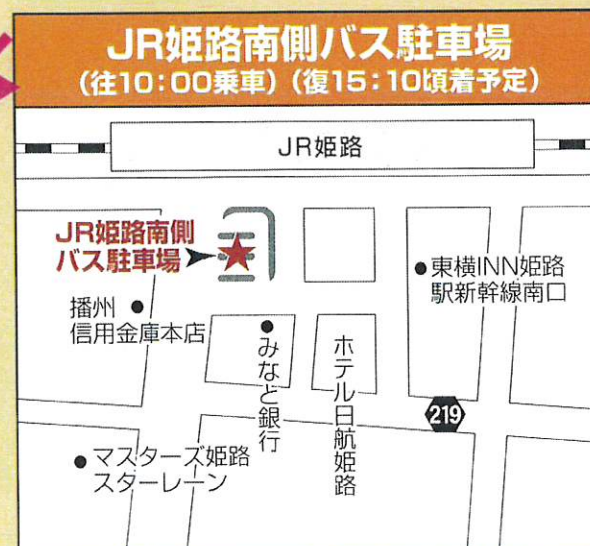 JR姫路南側バス駐車場
(往10:00乗車)(復15:10頃着予定)
JR姫路
JR姫路南側
バス駐車場
東横INN姫路
駅新幹線南口
播州
信用金庫本店
みなと銀行
ホテル日航姫路
219
マスターズ姫路
スターレーン